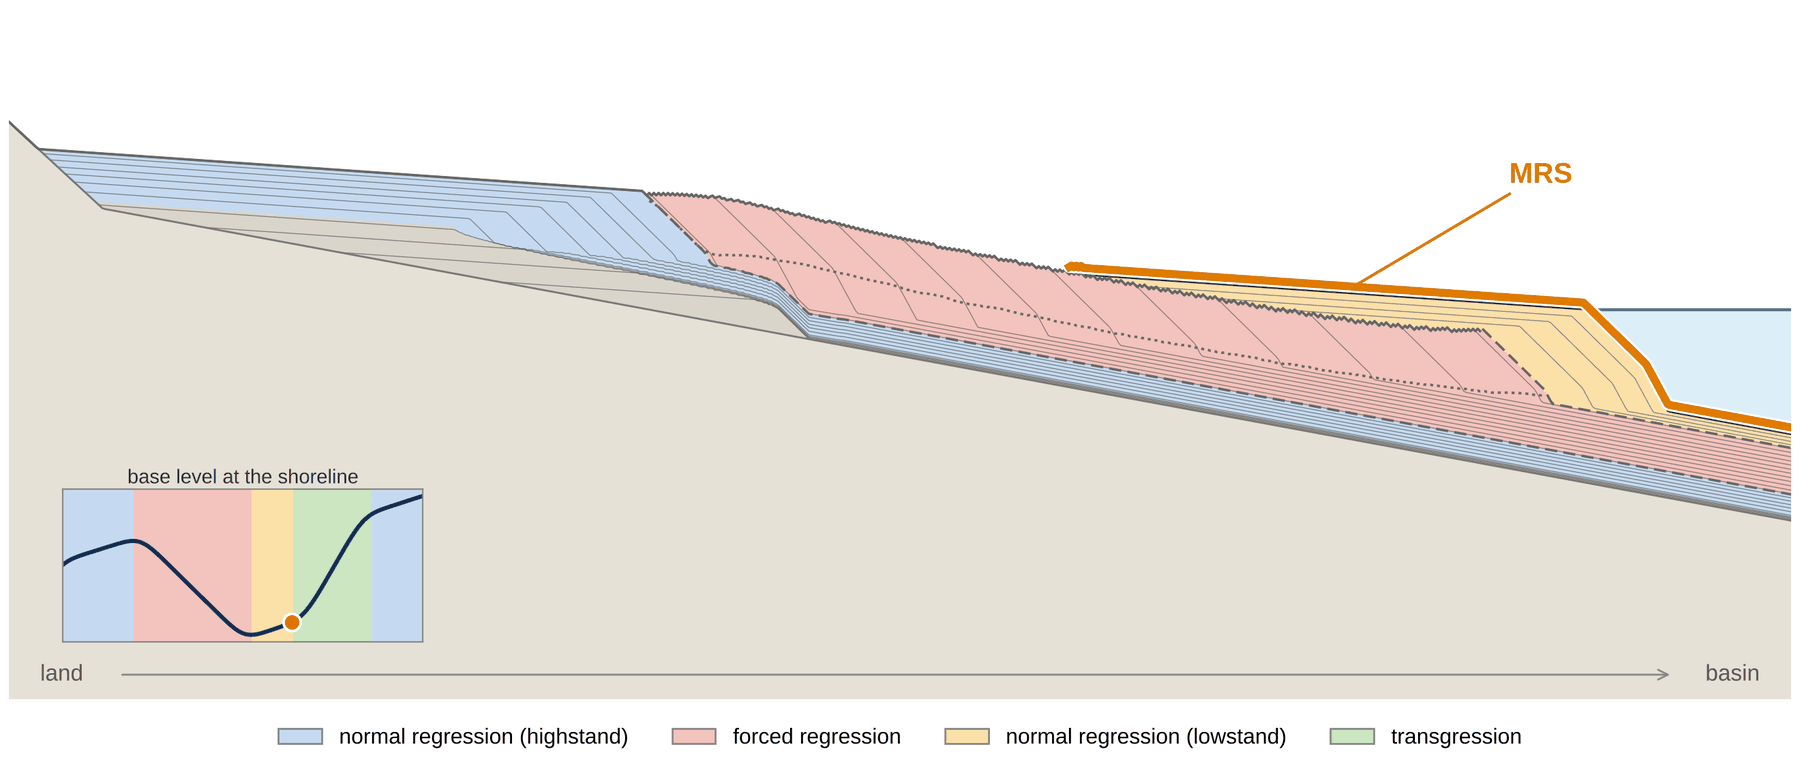 MRS
base level at the shoreline
land
basin
normal regression (highstand)
forced regression
normal regression (lowstand)
transgression